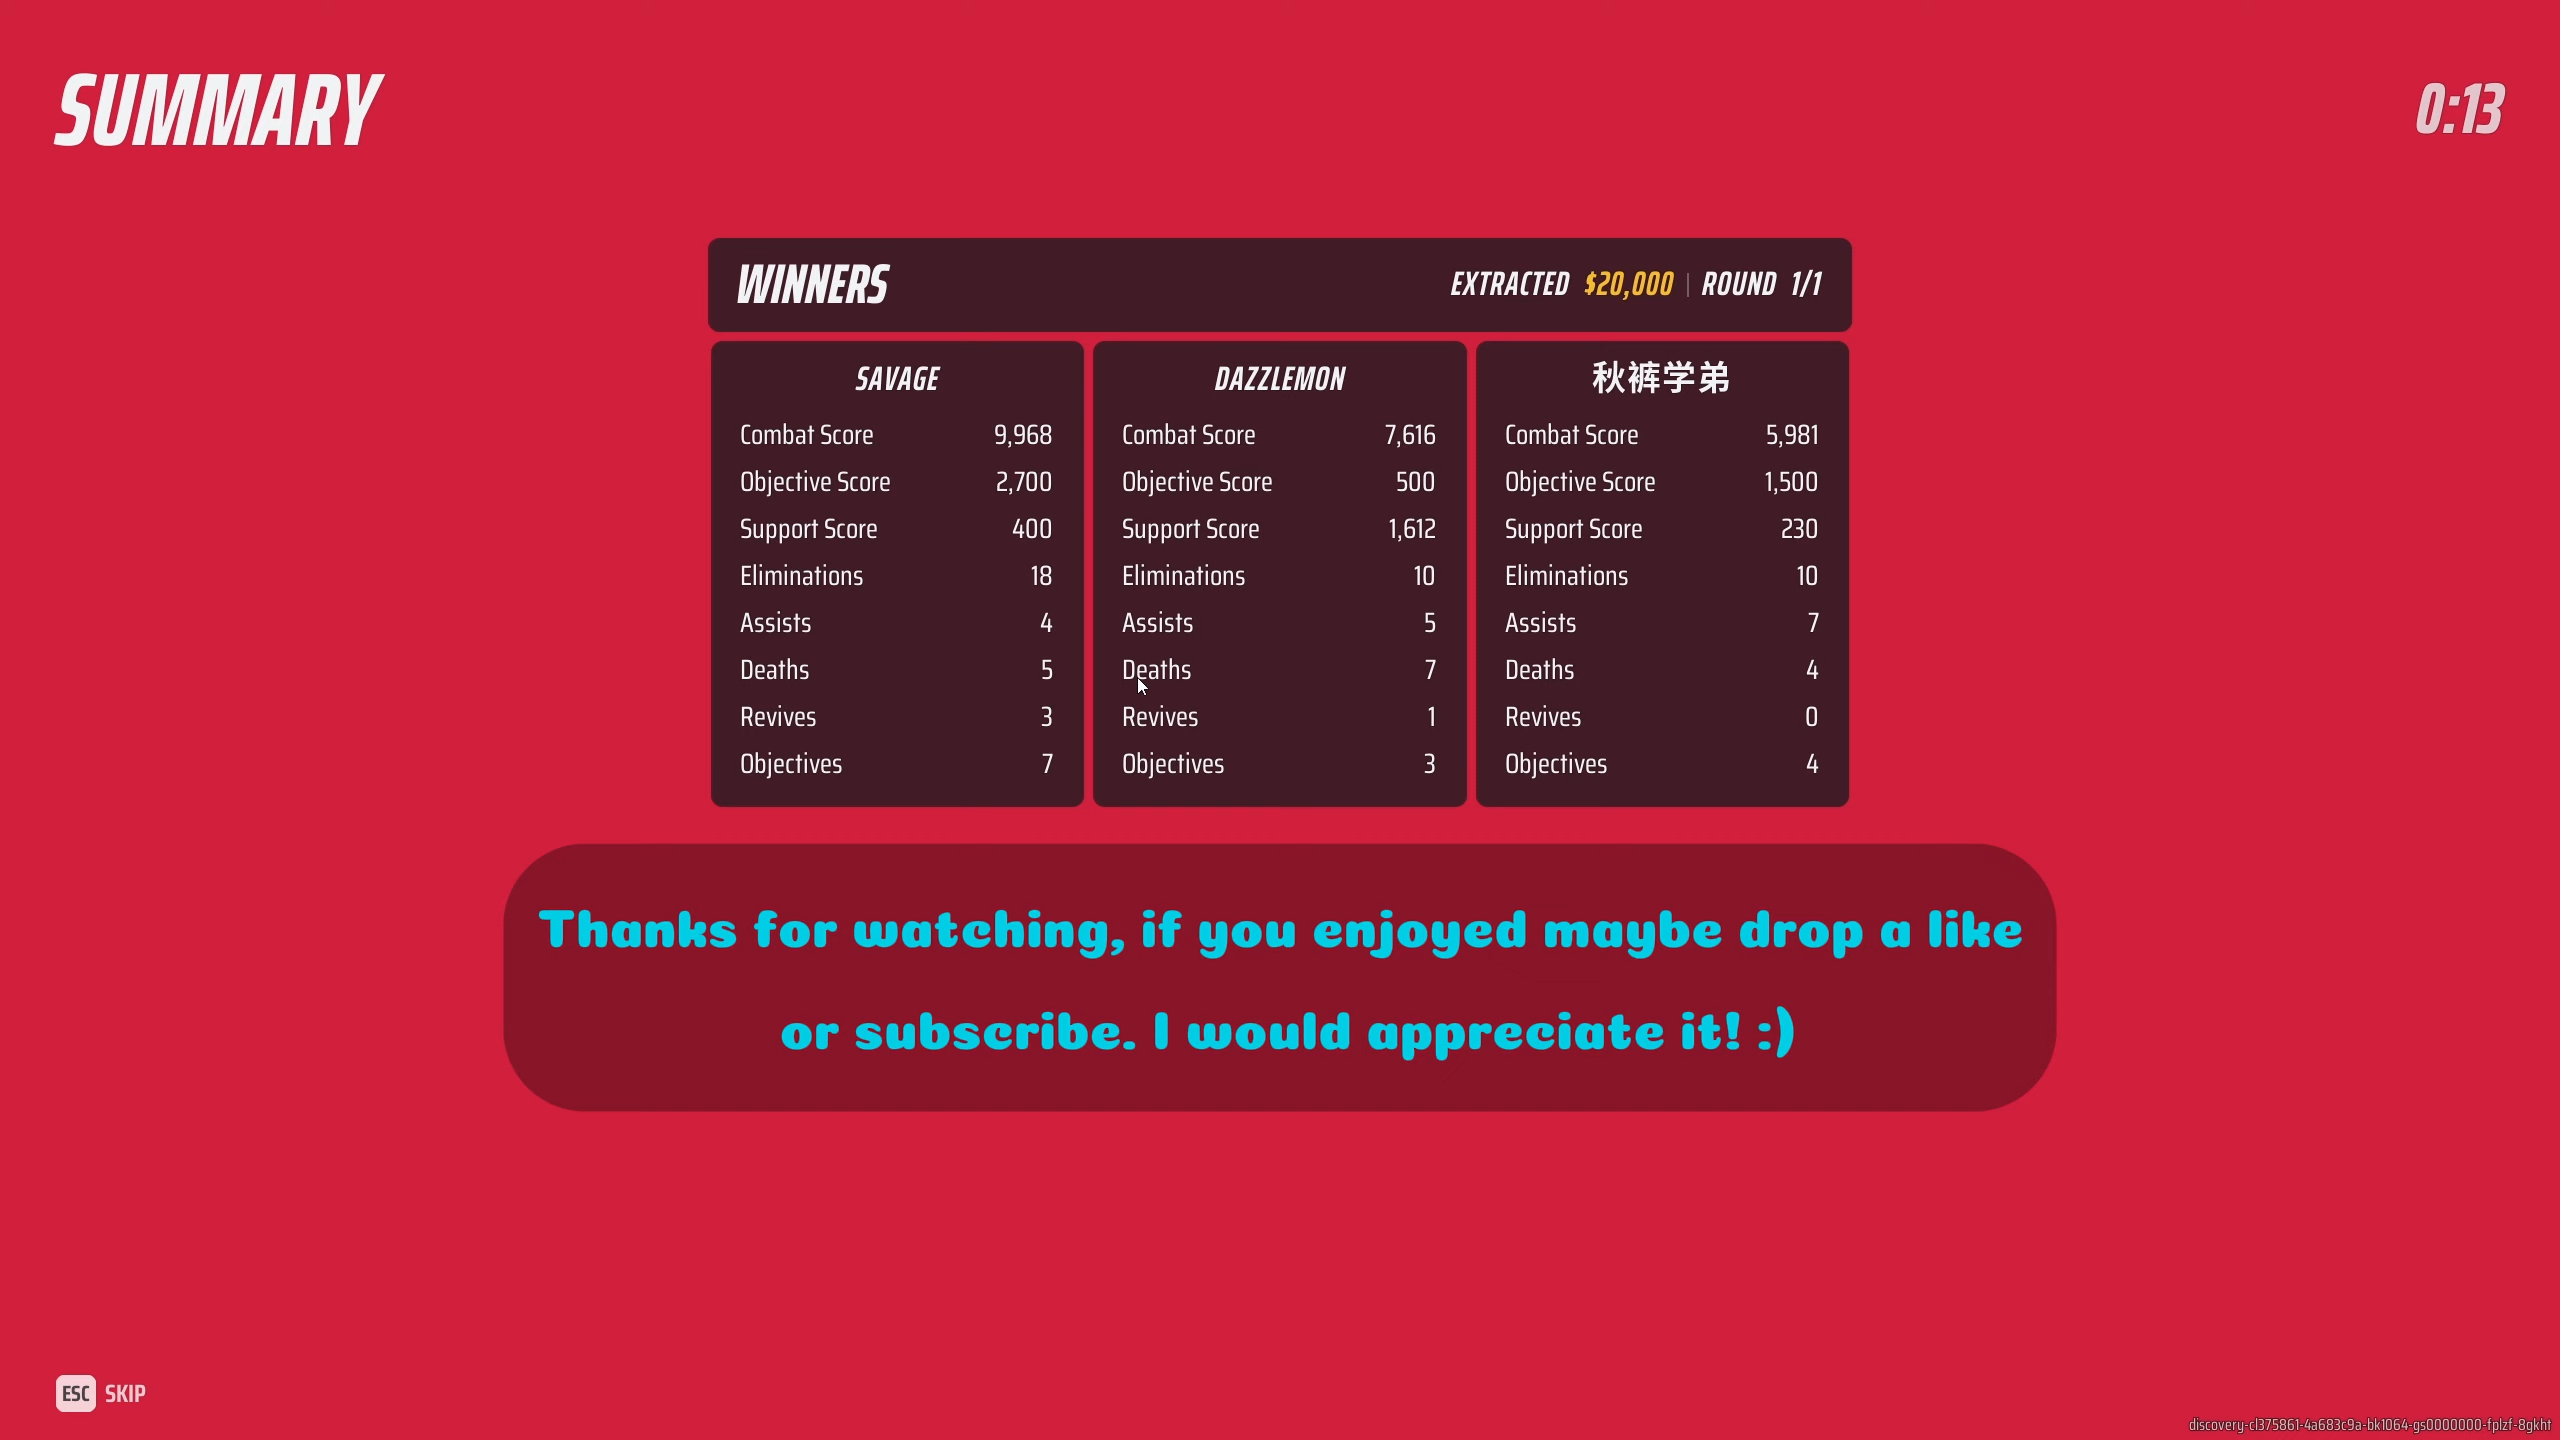 SUMMARY
0:13
WINNERS
EXTRACTED $20,000 | ROUND 1/1
SAVAGE
Combat Score 9,968
Objective Score 2,700
Support Score 400
Eliminations 18
Assists 4
Deaths 5
Revives 3
Objectives 7
DAZZLEMON
Combat Score 7,616
Objective Score 500
Support Score 1,612
Eliminations 10
Assists 5
Deaths 7
Revives 1
Objectives 3
秋裤学弟
Combat Score 5,981
Objective Score 1,500
Support Score 230
Eliminations 10
Assists 7
Deaths 4
Revives 0
Objectives 4
Thanks for watching, if you enjoyed maybe drop a like
or subscribe. I would appreciate it! :)
ESC SKIP
discovery-cl375861-4a683c9a-bk1064-gs0000000-fplzf-8gkht